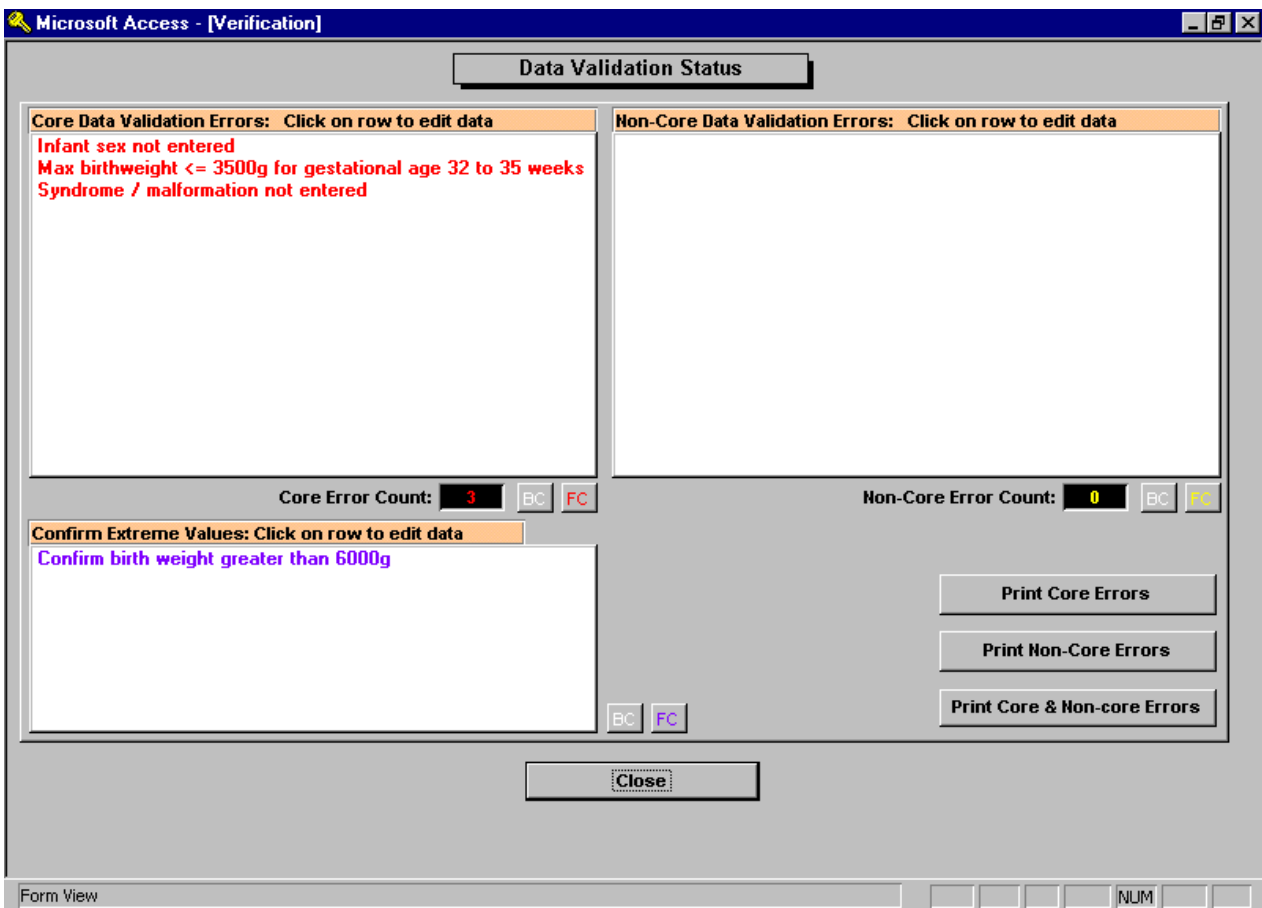 Microsoft Access - [Verification]
Data Validation Status
Core Data Validation Errors: Click on row to edit data
Infant sex not entered
Max birthweight <= 3500g for gestational age 32 to 35 weeks
Syndrome / malformation not entered
Non-Core Data Validation Errors: Click on row to edit data
Core Error Count: 3 BC FC
Non-Core Error Count: 0 BC FC
Confirm Extreme Values: Click on row to edit data
Confirm birth weight greater than 6000g
BC FC
Print Core Errors
Print Non-Core Errors
Print Core & Non-core Errors
Close
Form View
NUM